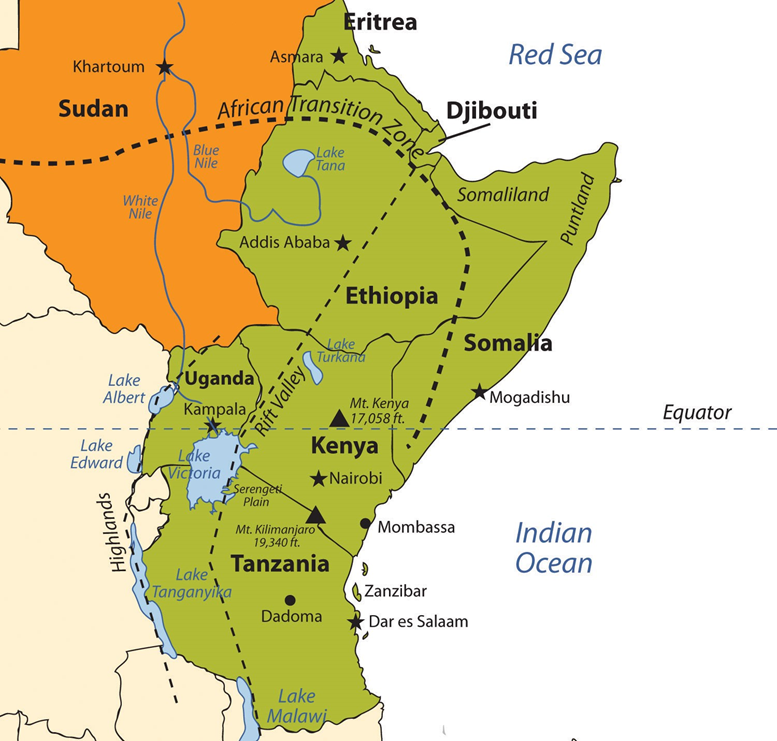 Eritrea
Asmara
Red Sea
Khartoum
Sudan
African Transition Zone
Djibouti
Blue
Nile
Lake
Tana
Somaliland
Puntland
White
Nile
Addis Ababa
Ethiopia
Somalia
Lake
Turkana
Uganda
Lake
Albert
Kampala
Rift Valley
Mt. Kenya
17,058 ft.
Mogadishu
Equator
Kenya
Lake
Edward
Lake
Victoria
Nairobi
Serengeti
Plain
Highlands
Mt. Kilimanjaro
19,340 ft.
Mombassa
Indian
Ocean
Tanzania
Lake
Tanganyika
Zanzibar
Dadoma
Dar es Salaam
Lake
Malawi